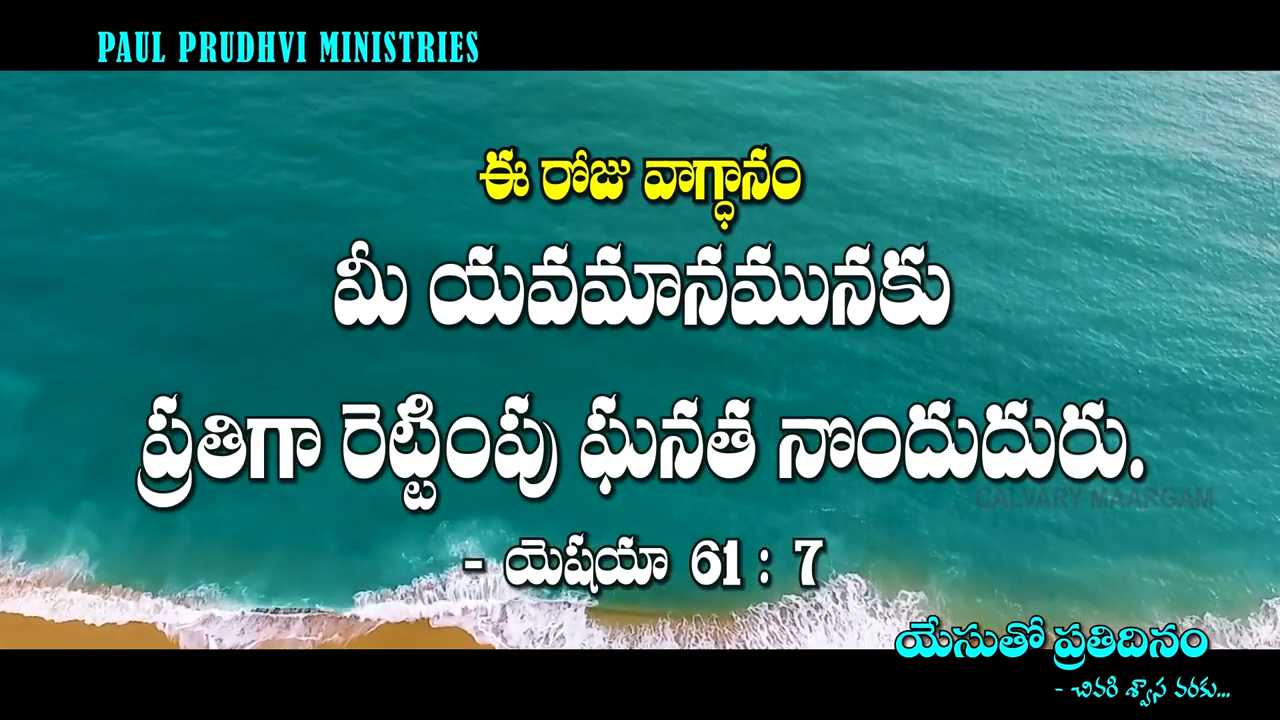 PAUL PRUDHVI MINISTRIES
ఈ రోజు వాగ్ధానం
మీ యవమానమునకు
ప్రతిగా రెట్టింపు ఘనత నొందుదురు.
CALVARY MAARGAM
- యెషయా 61 : 7
యేసుతో ప్రతిదినం
- చివరి శ్వాస వరకు...